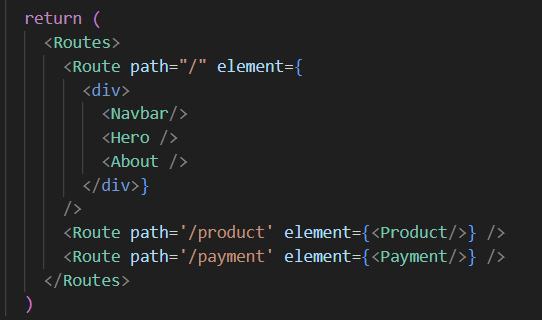 return (
<Routes>
<Route path="/" element={
<div>
<Navbar/>
<Hero />
<About />
</div>}
/>
<Route path='/product' element={<Product/>} />
<Route path='/payment' element={<Payment/>} />
</Routes>
)